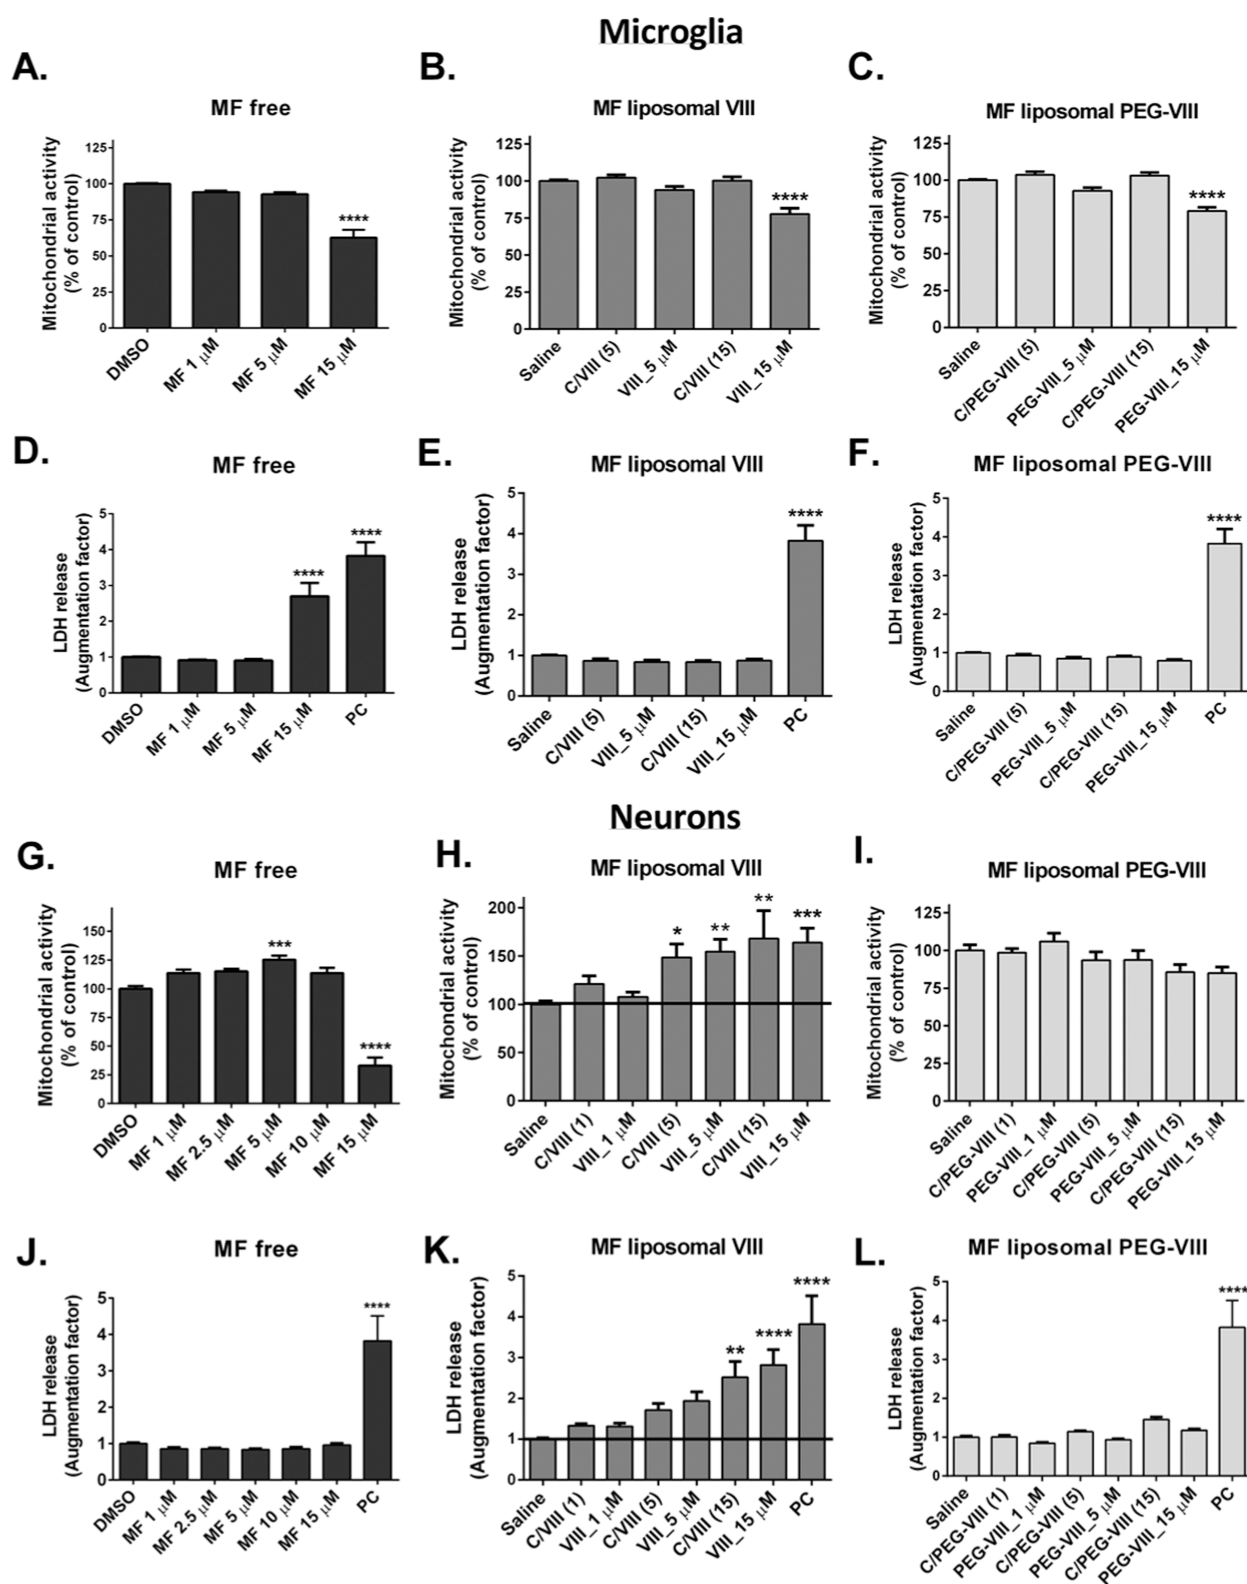 Microglia
A.
MF free
Mitochondrial activity
(% of control)
125
100
75
50
25
0
****
DMSO
MF 1 μM
MF 5 μM
MF 15 μM
B.
MF liposomal VIII
Mitochondrial activity
(% of control)
125
100
75
50
25
0
****
Saline
C/VIII (5)
VIII_5 μM
C/VIII (15)
VIII_15 μM
C.
MF liposomal PEG-VIII
Mitochondrial activity
(% of control)
125
100
75
50
25
0
****
Saline
C/PEG-VIII (5)
PEG-VIII_5 μM
C/PEG-VIII (15)
PEG-VIII_15 μM
D.
MF free
LDH release
(Augmentation factor)
5
4
3
2
1
0
****
****
DMSO
MF 1 μM
MF 5 μM
MF 15 μM
PC
E.
MF liposomal VIII
LDH release
(Augmentation factor)
5
4
3
2
1
0
****
Saline
C/VIII (5)
VIII_5 μM
C/VIII (15)
VIII_15 μM
PC
F.
MF liposomal PEG-VIII
LDH release
(Augmentation factor)
5
4
3
2
1
0
****
Saline
C/PEG-VIII (5)
PEG-VIII_5 μM
C/PEG-VIII (15)
PEG-VIII_15 μM
PC
Neurons
G.
MF free
Mitochondrial activity
(% of control)
150
125
100
75
50
25
0
***
****
DMSO
MF 1 μM
MF 2.5 μM
MF 5 μM
MF 10 μM
MF 15 μM
H.
MF liposomal VIII
Mitochondrial activity
(% of control)
200
150
100
50
0
*
**
**
***
Saline
C/VIII (1)
VIII_1 μM
C/VIII (5)
VIII_5 μM
C/VIII (15)
VIII_15 μM
I.
MF liposomal PEG-VIII
Mitochondrial activity
(% of control)
125
100
75
50
25
0
Saline
C/PEG-VIII (1)
PEG-VIII_1 μM
C/PEG-VIII (5)
PEG-VIII_5 μM
C/PEG-VIII (15)
PEG-VIII_15 μM
J.
MF free
LDH release
(Augmentation factor)
5
4
3
2
1
0
****
DMSO
MF 1 μM
MF 2.5 μM
MF 5 μM
MF 10 μM
MF 15 μM
PC
K.
MF liposomal VIII
LDH release
(Augmentation factor)
5
4
3
2
1
0
**
****
****
Saline
C/VIII (1)
VIII_1 μM
C/VIII (5)
VIII_5 μM
C/VIII (15)
VIII_15 μM
PC
L.
MF liposomal PEG-VIII
LDH release
(Augmentation factor)
5
4
3
2
1
0
****
Saline
C/PEG-VIII (1)
PEG-VIII_1 μM
C/PEG-VIII (5)
PEG-VIII_5 μM
C/PEG-VIII (15)
PEG-VIII_15 μM
PC